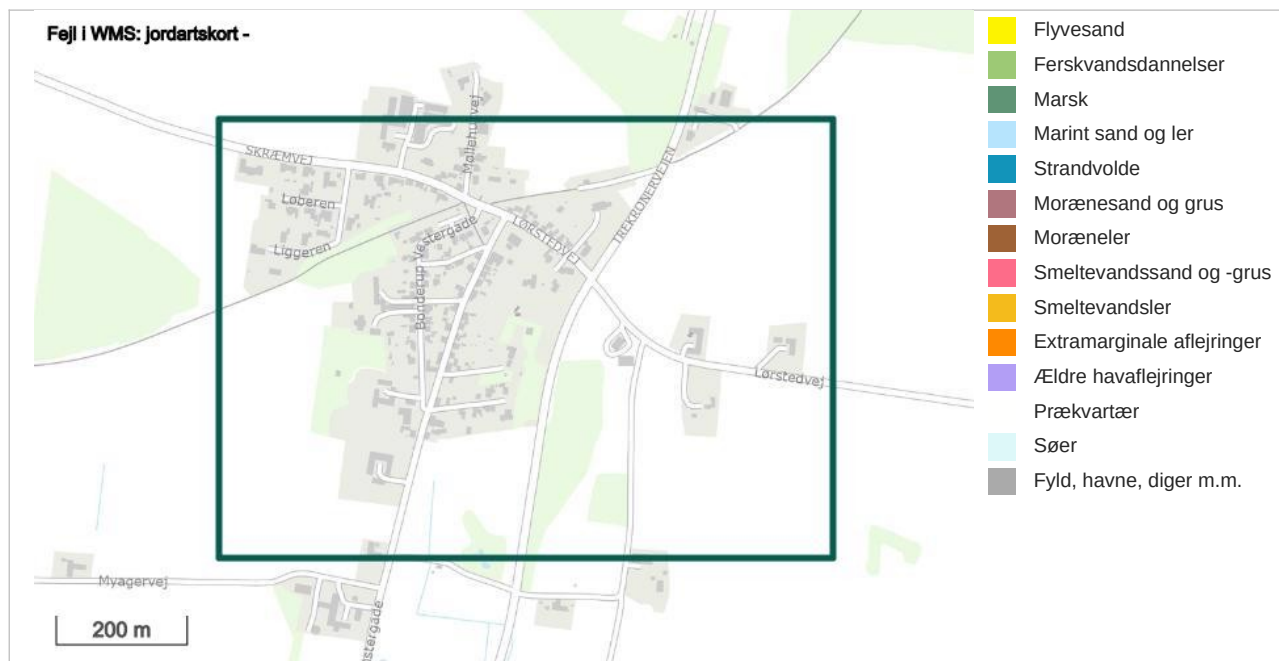 Fejl i WMS: jordartskort -
SKRÆMVEJ
Møllehusvej
Løberen
Liggeren
Bonderup Vestergade
LØRSTEDVEJ
TREKRONERVEJEN
Lørstedvej
Myagervej
200 m
Flyvesand
Ferskvandsdannelser
Marsk
Marint sand og ler
Strandvolde
Morænesand og grus
Moræneler
Smeltevandssand og -grus
Smeltevandsler
Extramarginale aflejringer
Ældre havaflejringer
Prækvartær
Søer
Fyld, havne, diger m.m.